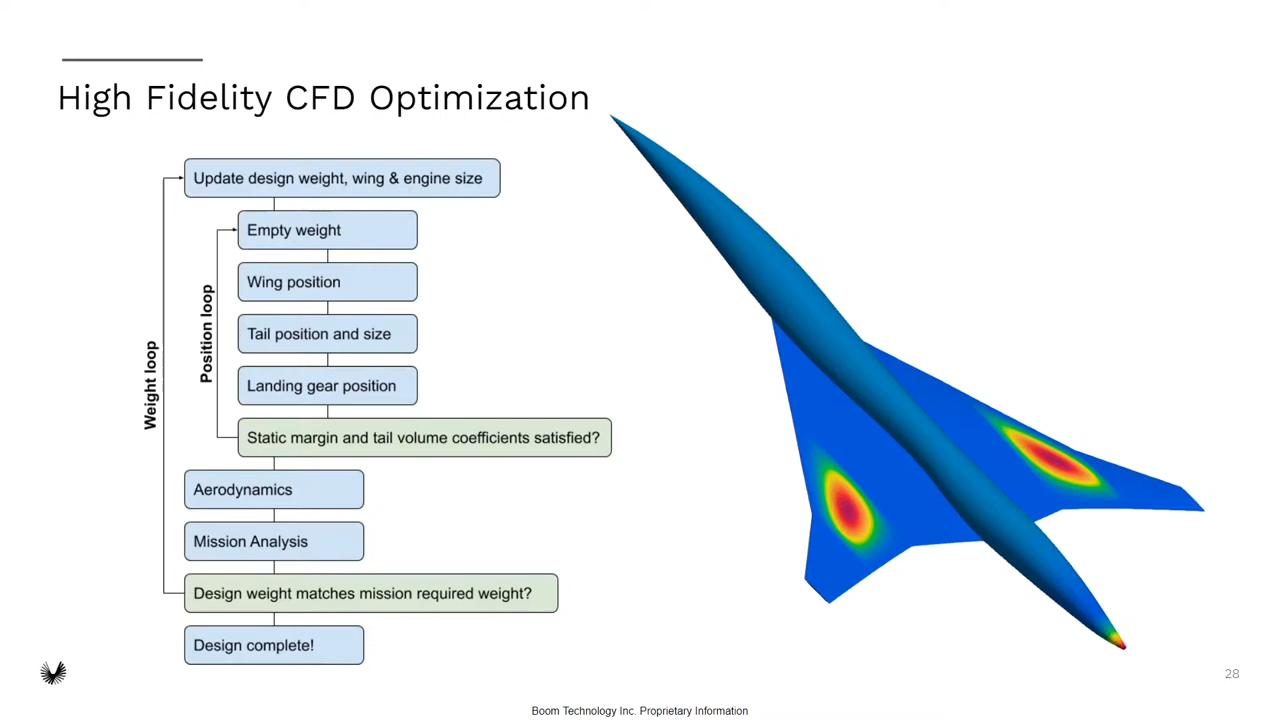 High Fidelity CFD Optimization
Update design weight, wing & engine size
Empty weight
Wing position
Tail position and size
Landing gear position
Static margin and tail volume coefficients satisfied?
Aerodynamics
Mission Analysis
Design weight matches mission required weight?
Design complete!
Position loop
Weight loop
28
Boom Technology Inc. Proprietary Information